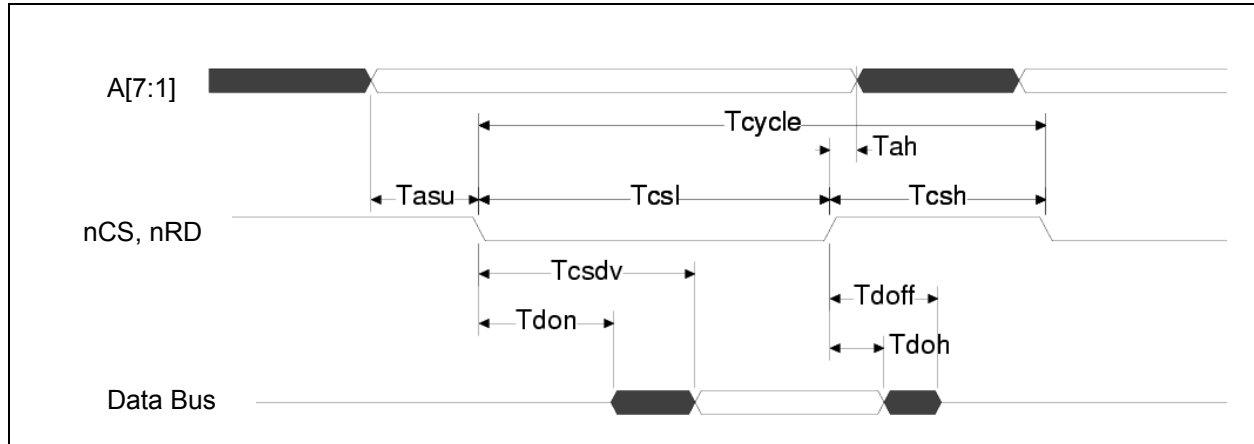 A[7:1]
Tcycle
Tah
Tasu
Tcsl
Tcsh
nCS, nRD
Tcsdv
Tdoff
Tdon
Tdoh
Data Bus